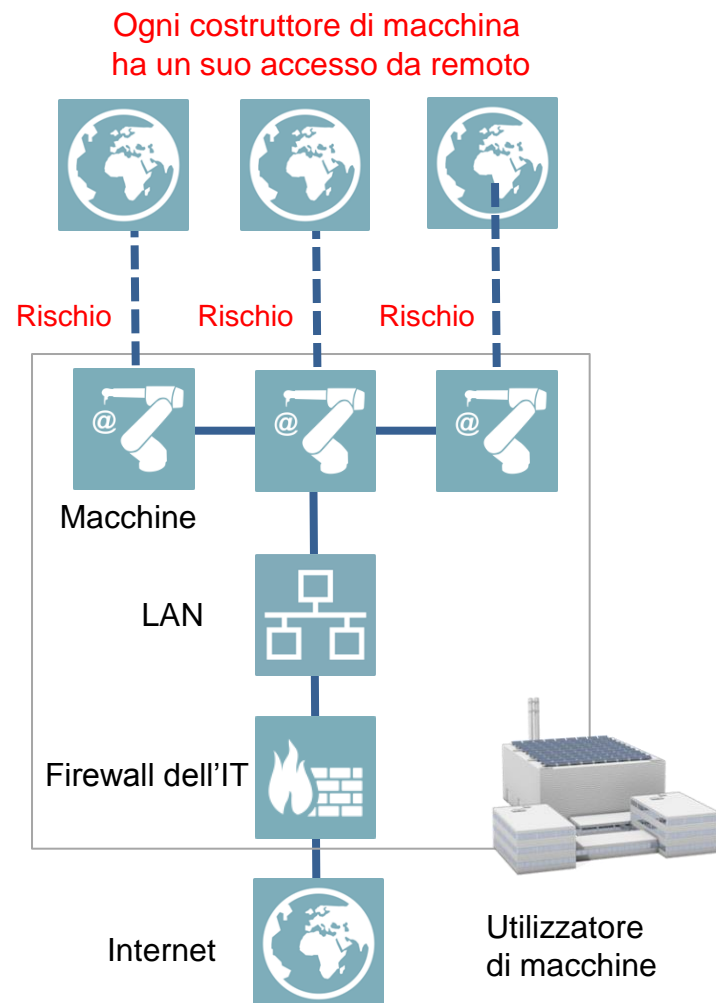 Ogni costruttore di macchina
ha un suo accesso da remoto
Rischio
Rischio
Rischio
@
@
@
Macchine
LAN
Firewall dell'IT
Internet
Utilizzatore
di macchine